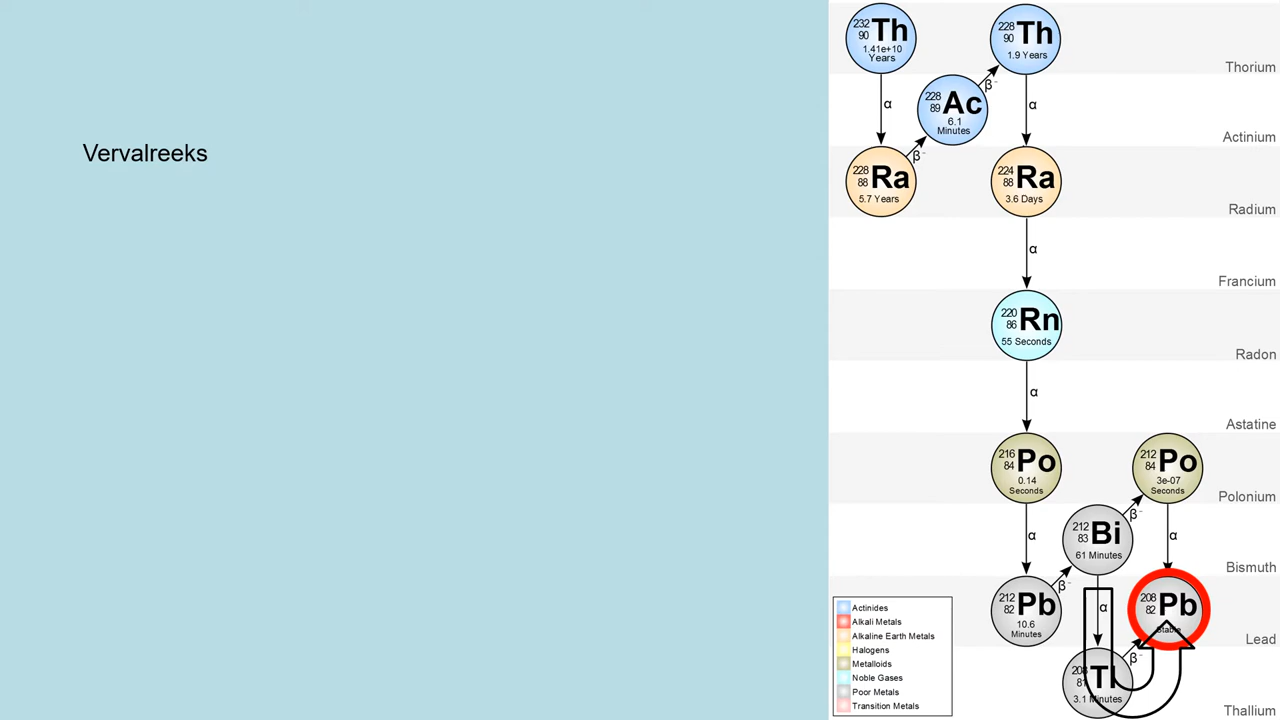 Vervalreeks
232
90
Th
1.41e+10
Years
228
90
Th
1.9 Years
Thorium
α
β⁻
228
89
Ac
6.1
Minutes
α
Actinium
β⁻
228
88
Ra
5.7 Years
224
88
Ra
3.6 Days
Radium
α
Francium
220
86
Rn
55 Seconds
Radon
α
Astatine
216
84
Po
0.14
Seconds
212
84
Po
3e-07
Seconds
Polonium
β⁻
α
212
83
Bi
61 Minutes
α
Bismuth
β⁻
212
82
Pb
10.6
Minutes
α
208
82
Pb
Stable
Lead
β⁻
208
81
Tl
3.1 Minutes
Thallium
Actinides
Alkali Metals
Alkaline Earth Metals
Halogens
Metalloids
Noble Gases
Poor Metals
Transition Metals